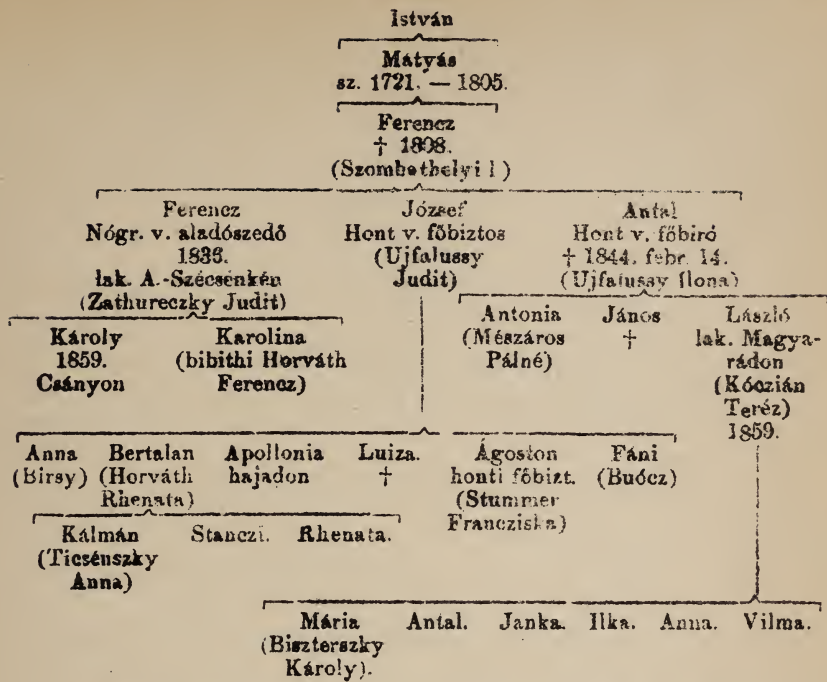 István
Mátyás
sz. 1721. — 1805.
Ferencz
† 1808.
(Szombathelyi I)
Ferencz József Antal
Nógr. v. aladószedő Hont v. főbiztos Hont v. főbiró
1836. (Ujfalussy † 1844. febr. 14.
lak. A.-Szécsénkén Judit) (Ujfalussy Ilona)
(Zathureczky Judit)
Antonia János László
Károly Karolina (Mészáros † lak. Magya-
1859. (bibithi Horváth Pálné) rádon
Csányon Ferencz) (Kóczián
Teréz)
1859.
Anna Bertalan Apollonia Luiza. Ágoston Fáni
(Birsy) (Horváth hajadon † honti főbizt. (Buócz)
Rhenata) (Stummer
Francziska)
Kálmán Stanczi. Rhenata.
(Ticsénszky
Anna)
Mária Antal. Janka. Ilka. Anna. Vilma.
(Biszterszky
Károly).